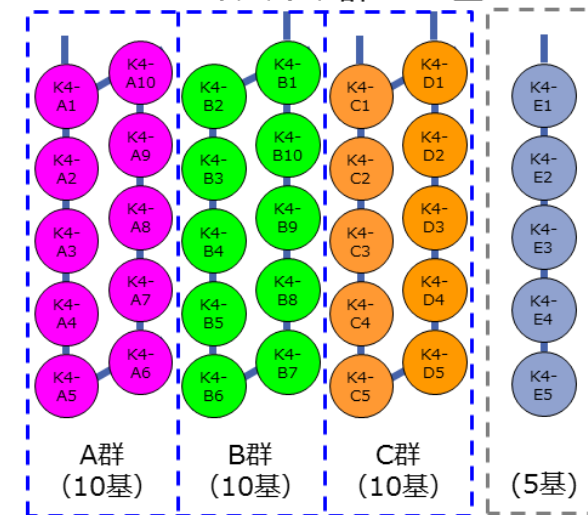 K4-
A1
K4-
A2
K4-
A3
K4-
A4
K4-
A5
K4-
A10
K4-
A9
K4-
A8
K4-
A7
K4-
A6
A群
(10基)
K4-
B2
K4-
B3
K4-
B4
K4-
B5
K4-
B6
K4-
B1
K4-
B10
K4-
B9
K4-
B8
K4-
B7
B群
(10基)
K4-
C1
K4-
C2
K4-
C3
K4-
C4
K4-
C5
K4-
D1
K4-
D2
K4-
D3
K4-
D4
K4-
D5
C群
(10基)
K4-
E1
K4-
E2
K4-
E3
K4-
E4
K4-
E5
(5基)